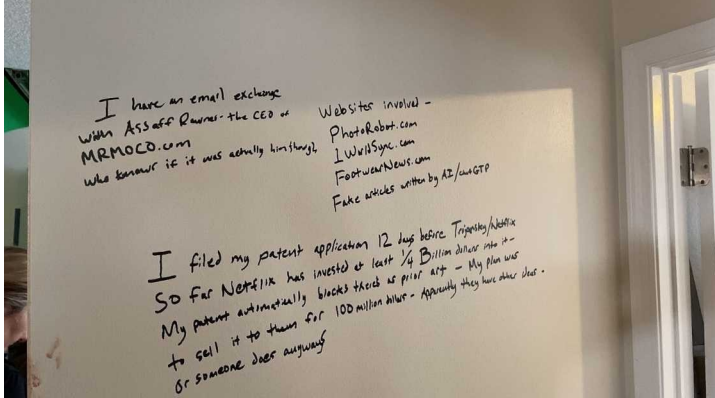 I have an email exchange
with Assaff Rawner - the CEO of
MRMOCO.com
who knows if it was actually him though
Websites involved -
PhotoRobot.com
1WorldSync.com
FootwearNews.com
Fake articles written by AI/chatGTP
I filed my patent application 12 days before /Netflix
So far Netflix has invested at least 1/4 Billion dollars into it -
My patent automatically blocks theirs as prior art - My plan was
to sell it to them for 100 million dollars - Apparently they have other ideas -
Or someone does anyways